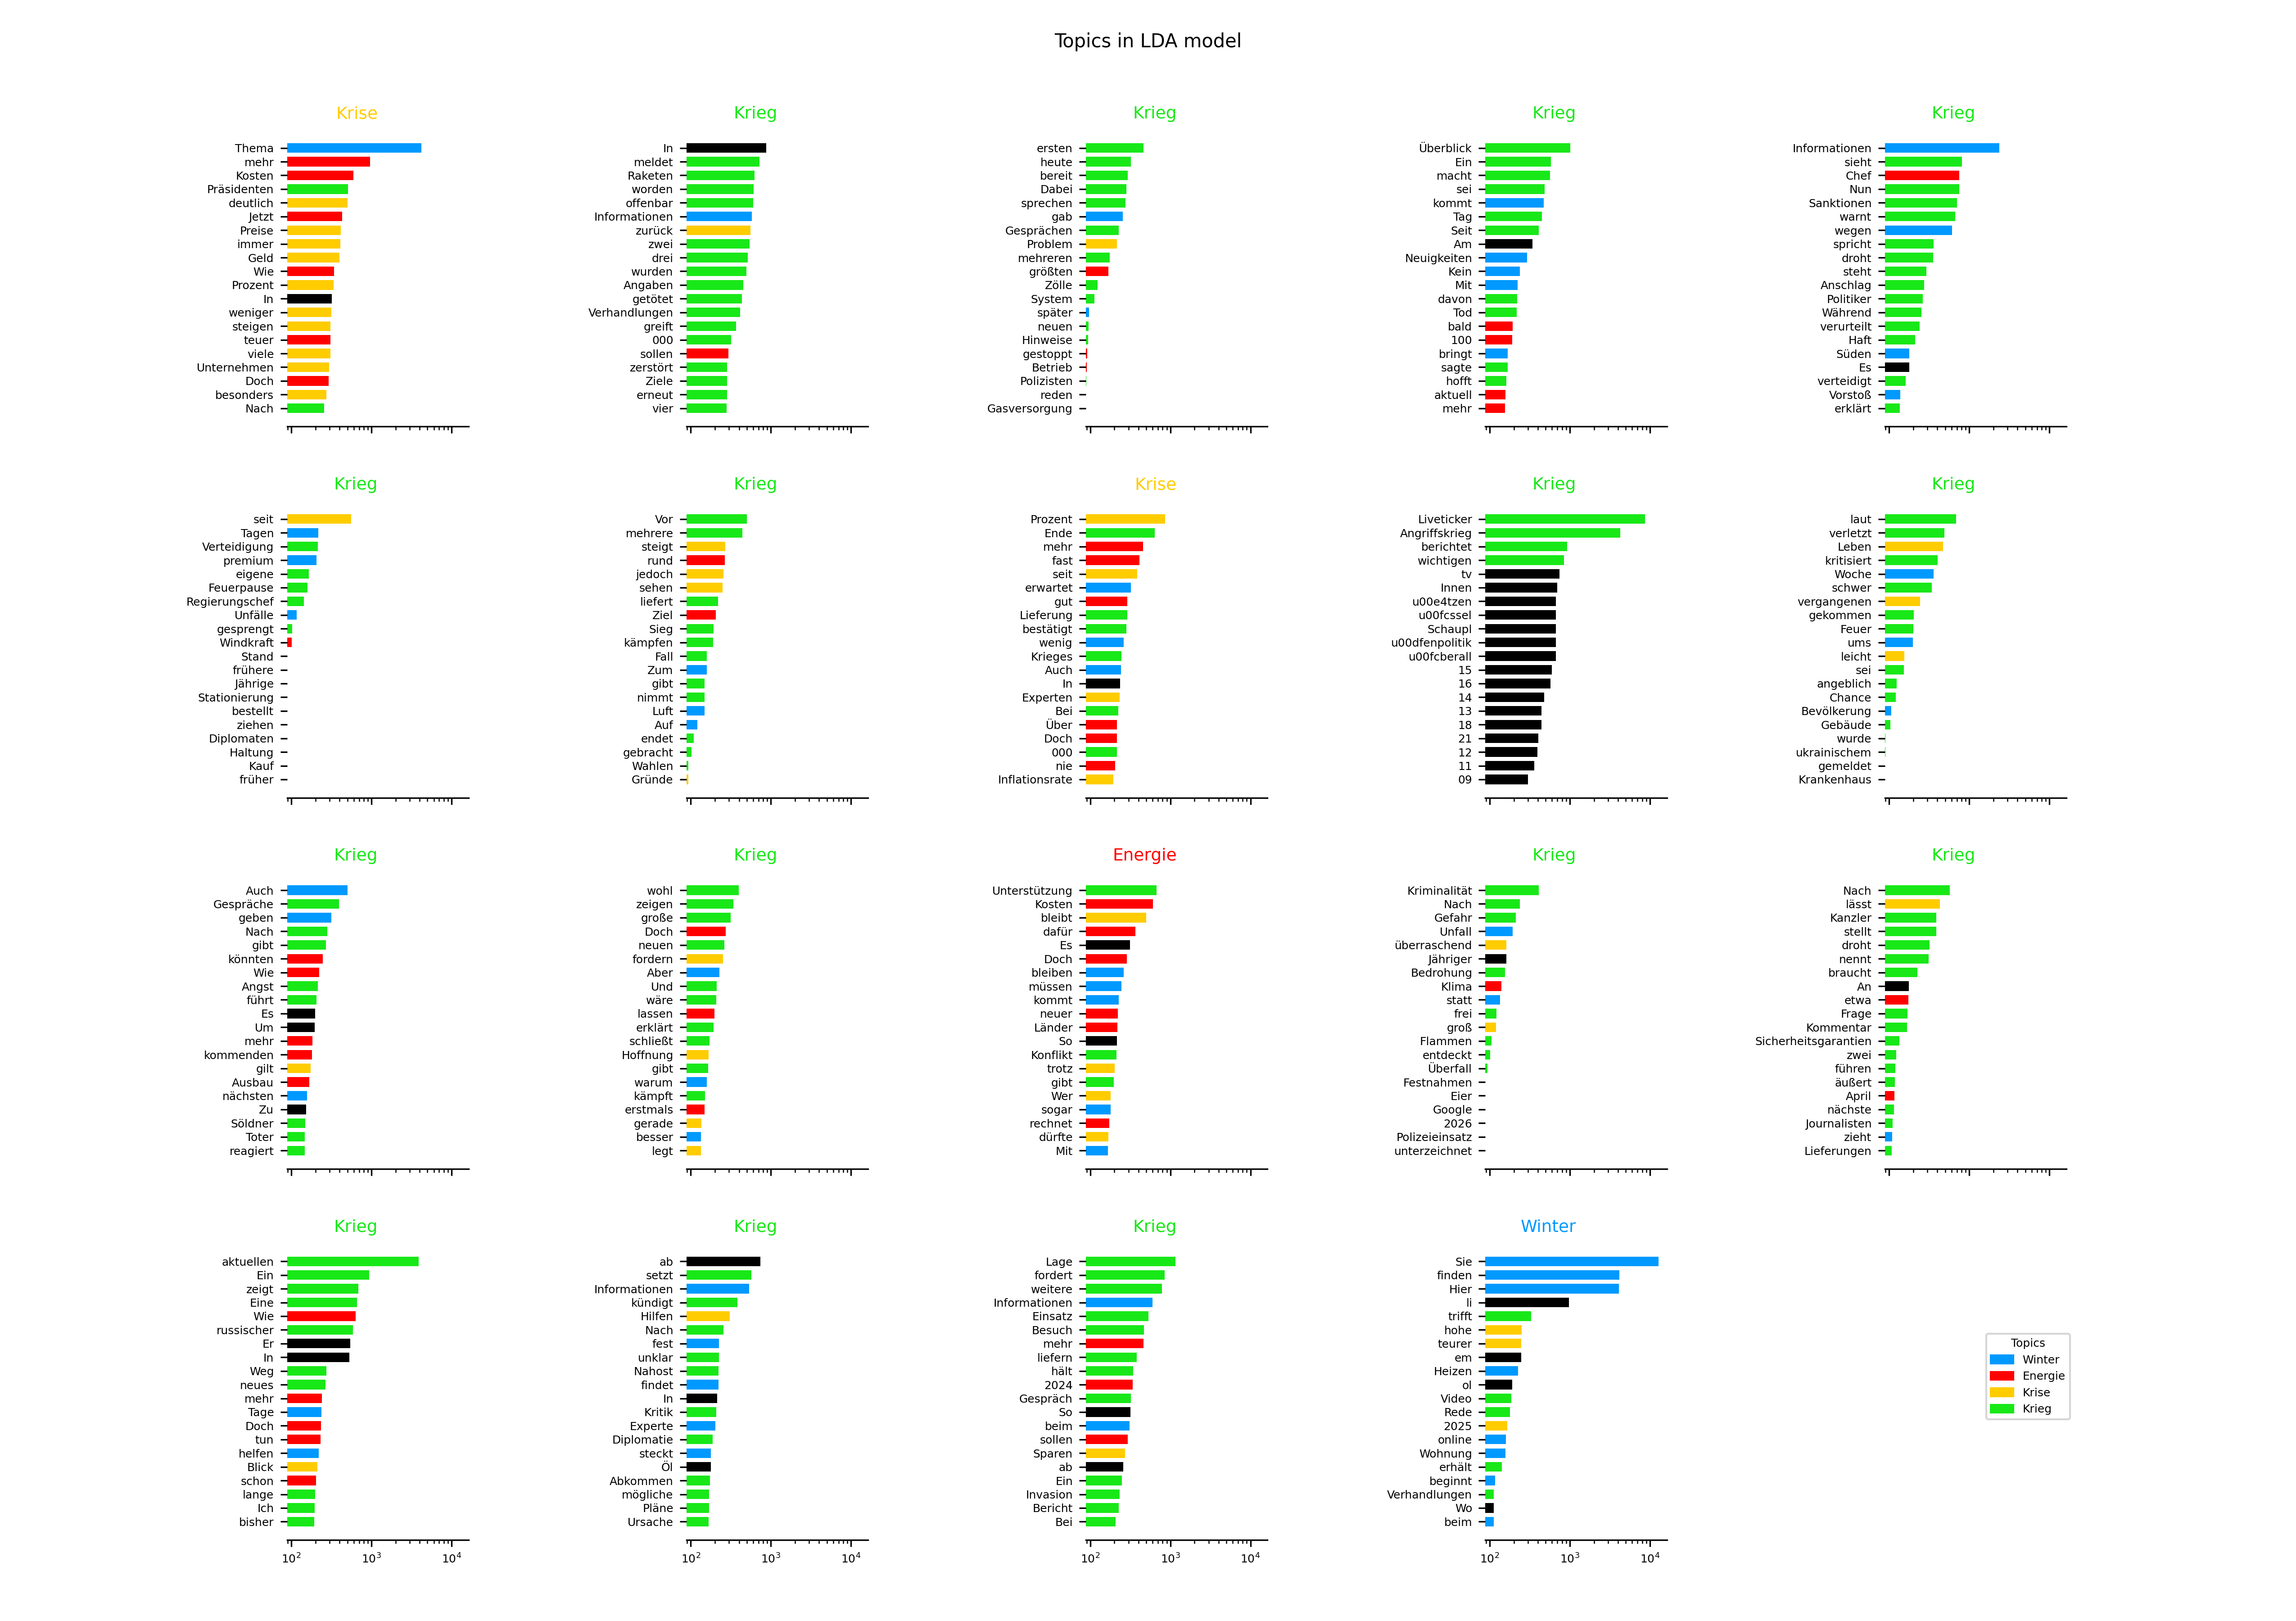 Topics in LDA model
Krise
Thema
mehr
Kosten
Präsidenten
deutlich
Jetzt
Preise
immer
Geld
Wie
Prozent
In
weniger
steigen
teuer
viele
Unternehmen
Doch
besonders
Nach
Krieg
In
meldet
Raketen
worden
offenbar
Informationen
zurück
zwei
drei
wurden
Angaben
getötet
Verhandlungen
greift
000
sollen
zerstört
Ziele
erneut
vier
Krieg
ersten
heute
bereit
Dabei
sprechen
gab
Gesprächen
Problem
mehreren
größten
Zölle
System
später
neuen
Hinweise
gestoppt
Betrieb
Polizisten
reden
Gasversorgung
Krieg
Überblick
Ein
macht
sei
kommt
Tag
Seit
Am
Neuigkeiten
Kein
Mit
davon
Tod
bald
100
bringt
sagte
hofft
aktuell
mehr
Krieg
Informationen
sieht
Chef
Nun
Sanktionen
warnt
wegen
spricht
droht
steht
Anschlag
Politiker
Während
verurteilt
Haft
Süden
Es
verteidigt
Vorstoß
erklärt
Krieg
seit
Tagen
Verteidigung
premium
eigene
Feuerpause
Regierungschef
Unfälle
gesprengt
Windkraft
Stand
frühere
Jährige
Stationierung
bestellt
ziehen
Diplomaten
Haltung
Kauf
früher
Krieg
Vor
mehrere
steigt
rund
jedoch
sehen
liefert
Ziel
Sieg
kämpfen
Fall
Zum
gibt
nimmt
Luft
Auf
endet
gebracht
Wahlen
Gründe
Krise
Prozent
Ende
mehr
fast
seit
erwartet
gut
Lieferung
bestätigt
wenig
Krieges
Auch
In
Experten
Bei
Über
Doch
000
nie
Inflationsrate
Krieg
Liveticker
Angriffskrieg
berichtet
wichtigen
tv
Innen
u00e4tzen
u00fcssel
Schaupl
u00dfenpolitik
u00fcberall
15
16
14
13
18
21
12
11
09
Krieg
laut
verletzt
Leben
kritisiert
Woche
schwer
vergangenen
gekommen
Feuer
ums
leicht
sei
angeblich
Chance
Bevölkerung
Gebäude
wurde
ukrainischem
gemeldet
Krankenhaus
Krieg
Auch
Gespräche
geben
Nach
gibt
könnten
Wie
Angst
führt
Es
Um
mehr
kommenden
gilt
Ausbau
nächsten
Zu
Söldner
Toter
reagiert
Krieg
wohl
zeigen
große
Doch
neuen
fordern
Aber
Und
wäre
lassen
erklärt
schließt
Hoffnung
gibt
warum
kämpft
erstmals
gerade
besser
legt
Energie
Unterstützung
Kosten
bleibt
dafür
Es
Doch
bleiben
müssen
kommt
neuer
Länder
So
Konflikt
trotz
gibt
Wer
sogar
rechnet
dürfte
Mit
Krieg
Kriminalität
Nach
Gefahr
Unfall
überraschend
Jähriger
Bedrohung
Klima
statt
frei
groß
Flammen
entdeckt
Überfall
Festnahmen
Eier
Google
2026
Polizeieinsatz
unterzeichnet
Krieg
Nach
lässt
Kanzler
stellt
droht
nennt
braucht
An
etwa
Frage
Kommentar
Sicherheitsgarantien
zwei
führen
äußert
April
nächste
Journalisten
zieht
Lieferungen
Krieg
aktuellen
Ein
zeigt
Eine
Wie
russischer
Er
In
Weg
neues
mehr
Tage
Doch
tun
helfen
Blick
schon
lange
Ich
bisher
10² 10³ 10⁴
Krieg
ab
setzt
Informationen
kündigt
Hilfen
Nach
fest
unklar
Nahost
findet
In
Kritik
Experte
Diplomatie
steckt
Öl
Abkommen
mögliche
Pläne
Ursache
10² 10³ 10⁴
Krieg
Lage
fordert
weitere
Informationen
Einsatz
Besuch
mehr
liefern
hält
2024
Gespräch
So
beim
sollen
Sparen
ab
Ein
Invasion
Bericht
Bei
10² 10³ 10⁴
Winter
Sie
finden
Hier
li
trifft
hohe
teurer
em
Heizen
ol
Video
Rede
2025
online
Wohnung
erhält
beginnt
Verhandlungen
Wo
beim
10² 10³ 10⁴
Topics
Winter
Energie
Krise
Krieg